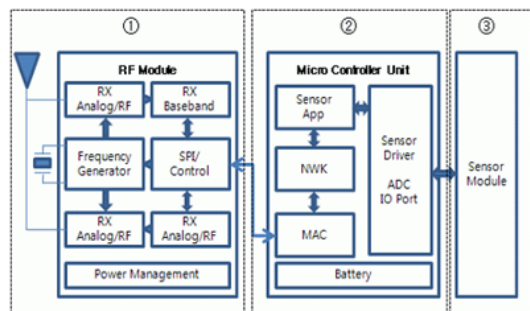 ①
②
③
RF Module
Micro Controller Unit
RX
Analog/RF
RX
Baseband
Frequency
Generator
SPI/
Control
RX
Analog/RF
RX
Analog/RF
Power Management
Sensor
App
NWK
MAC
Sensor
Driver
ADC
IO Port
Battery
Sensor
Module